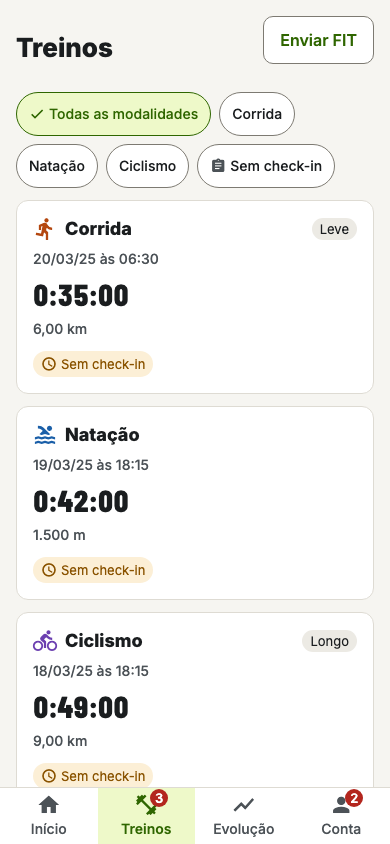 Treinos
Enviar FIT
Todas as modalidades
Corrida
Natação
Ciclismo
Sem check-in
Corrida
Leve
20/03/25 às 06:30
0:35:00
6,00 km
Sem check-in
Natação
19/03/25 às 18:15
0:42:00
1.500 m
Sem check-in
Ciclismo
Longo
18/03/25 às 18:15
0:49:00
9,00 km
Sem check-in
3
2
Início
Treinos
Evolução
Conta